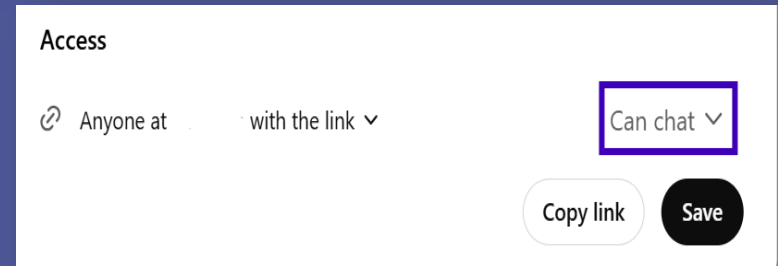 Access
Anyone at with the link
Can chat
Copy link
Save